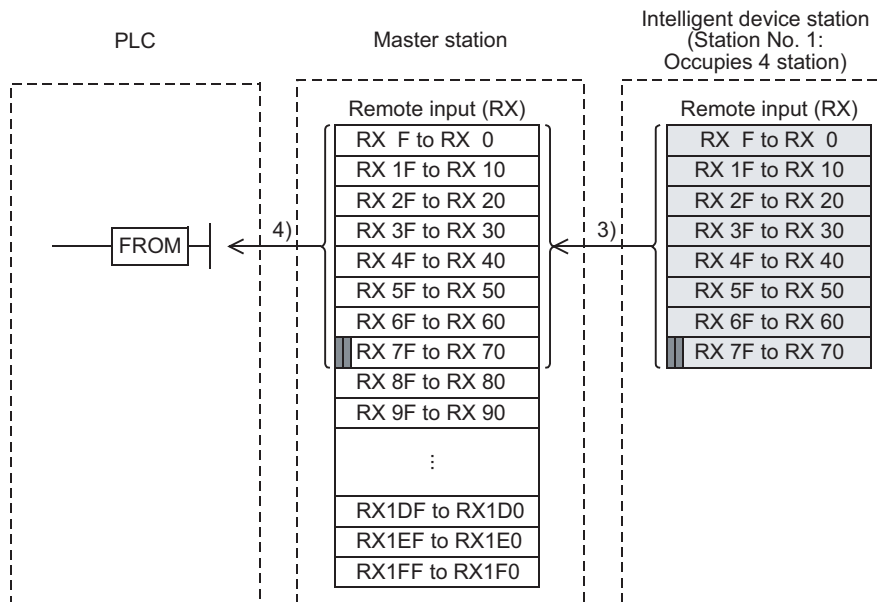 PLC
Master station
Intelligent device station
(Station No. 1:
Occupies 4 station)
Remote input (RX)
RX F to RX 0
RX 1F to RX 10
RX 2F to RX 20
RX 3F to RX 30
RX 4F to RX 40
RX 5F to RX 50
RX 6F to RX 60
RX 7F to RX 70
RX 8F to RX 80
RX 9F to RX 90
⋮
RX1DF to RX1D0
RX1EF to RX1E0
RX1FF to RX1F0
Remote input (RX)
RX F to RX 0
RX 1F to RX 10
RX 2F to RX 20
RX 3F to RX 30
RX 4F to RX 40
RX 5F to RX 50
RX 6F to RX 60
RX 7F to RX 70
FROM
4)
3)